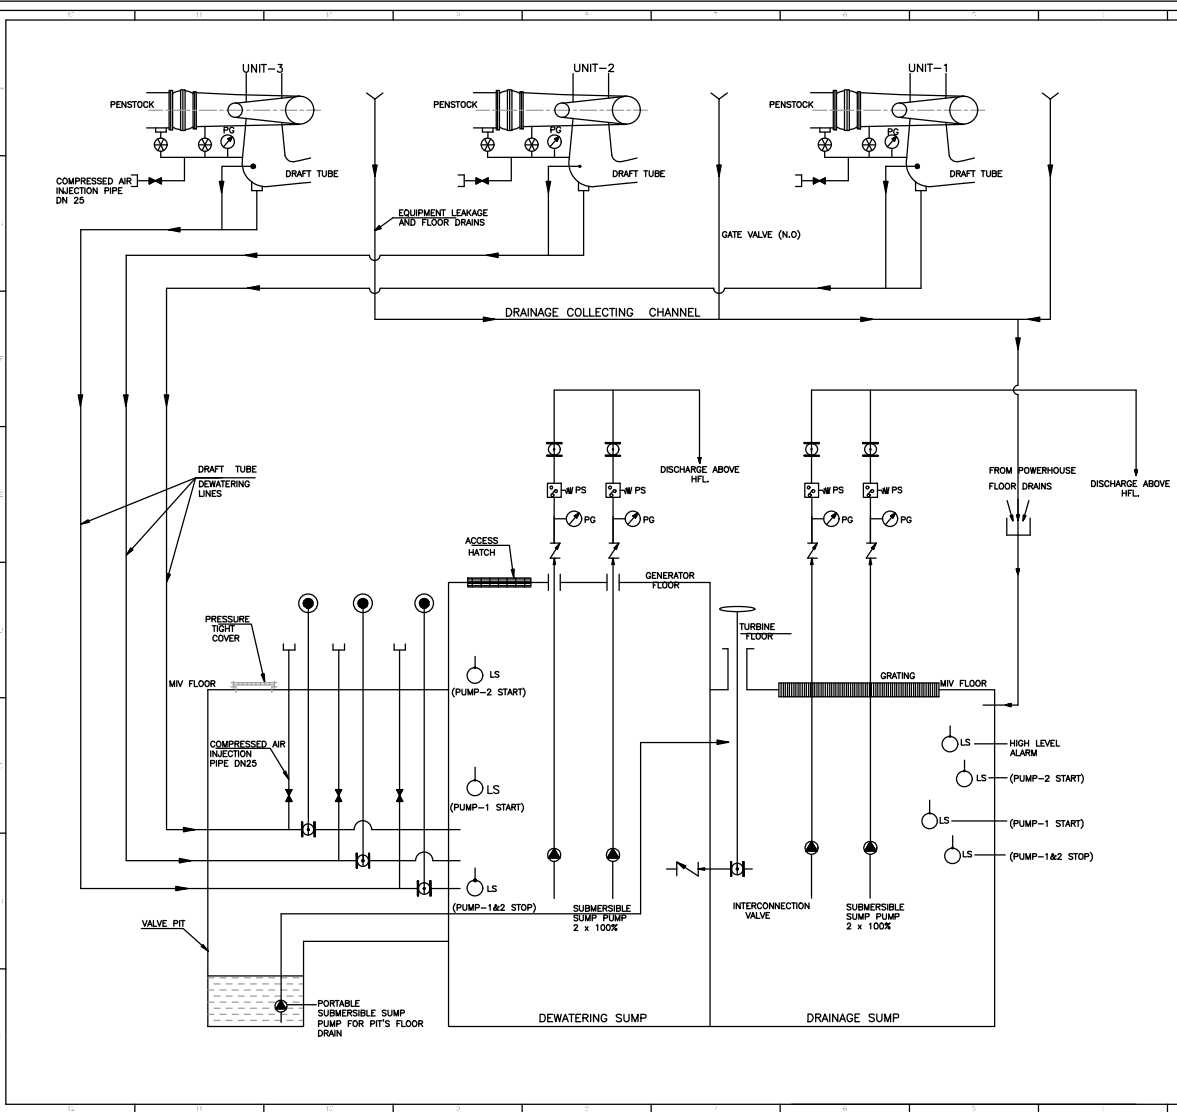 UNIT-3
UNIT-2
UNIT-1
PENSTOCK
PENSTOCK
PENSTOCK
PG
PG
PG
DRAFT TUBE
DRAFT TUBE
DRAFT TUBE
COMPRESSED AIR
INJECTION PIPE
DN 25
EQUIPMENT LEAKAGE
AND FLOOR DRAINS
GATE VALVE (N.O)
DRAINAGE COLLECTING CHANNEL
DRAFT TUBE
DEWATERING
LINES
DISCHARGE ABOVE
HFL.
FROM POWERHOUSE
FLOOR DRAINS
DISCHARGE ABOVE
HFL.
PS
PS
PS
PS
PG
PG
PG
PG
ACCESS
HATCH
GENERATOR
FLOOR
PRESSURE
TIGHT
COVER
TURBINE
FLOOR
MIV FLOOR
LS
(PUMP-2 START)
GRATING
MIV FLOOR
COMPRESSED AIR
INJECTION
PIPE DN25
LS
HIGH LEVEL
ALARM
LS
(PUMP-2 START)
LS
(PUMP-1 START)
LS
(PUMP-1 START)
LS
(PUMP-1&2 STOP)
LS
(PUMP-1&2 STOP)
SUBMERSIBLE
SUMP PUMP
2 x 100%
INTERCONNECTION
VALVE
SUBMERSIBLE
SUMP PUMP
2 x 100%
VALVE PIT
PORTABLE
SUBMERSIBLE SUMP
PUMP FOR PIT'S FLOOR
DRAIN
DEWATERING SUMP
DRAINAGE SUMP